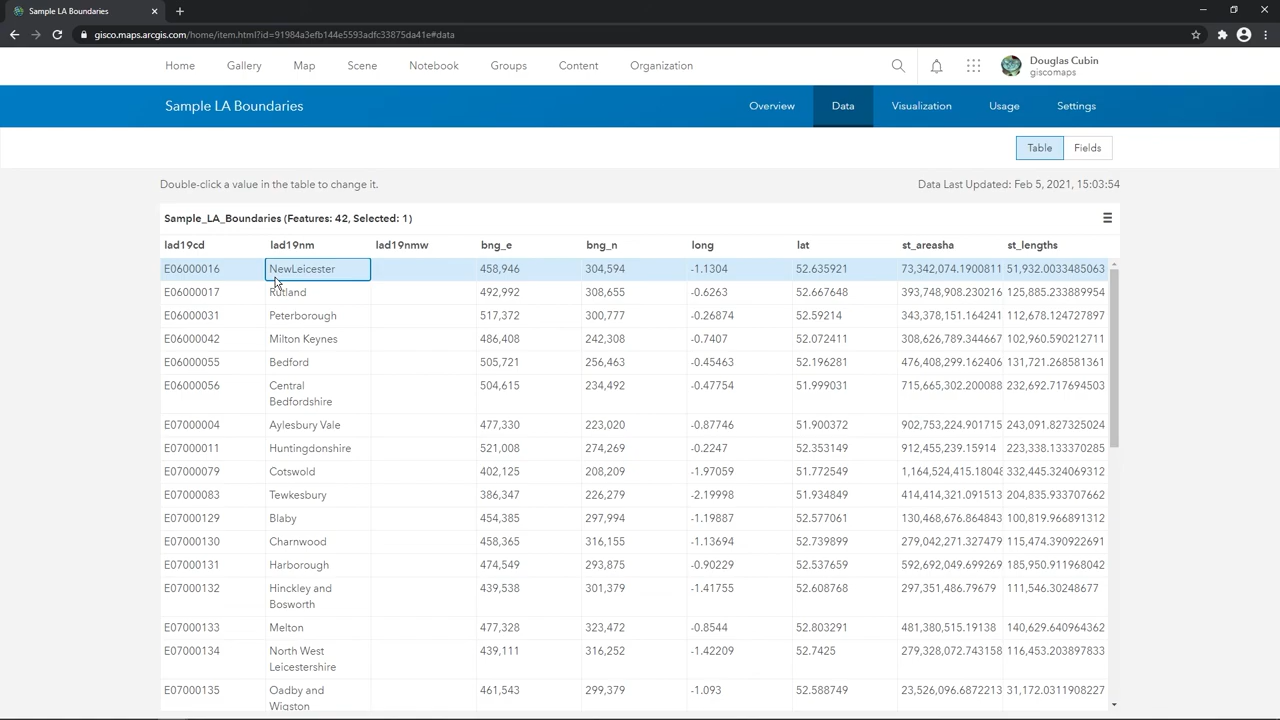 Sample LA Boundaries
gisco.maps.arcgis.com/home/item.html?id=91984a3efb144e5593adfc33875da41e#data
Home Gallery Map Scene Notebook Groups Content Organization
Douglas Cubin
giscomaps
Sample LA Boundaries Overview Data Visualization Usage Settings
Table Fields
Double-click a value in the table to change it. Data Last Updated: Feb 5, 2021, 15:03:54
Sample_LA_Boundaries (Features: 42, Selected: 1)
lad19cd lad19nm lad19nmw bng_e bng_n long lat st_areasha st_lengths
E06000016 NewLeicester 458,946 304,594 -1.1304 52.635921 73,342,074.1900811 51,932.0033485063
E06000017 Rutland 492,992 308,655 -0.6263 52.667648 393,748,908.230216 125,885.233889954
E06000031 Peterborough 517,372 300,777 -0.26874 52.59214 343,378,151.164241 112,678.124727897
E06000042 Milton Keynes 486,408 242,308 -0.7407 52.072411 308,626,789.344667 102,960.590212711
E06000055 Bedford 505,721 256,463 -0.45463 52.196281 476,408,299.162406 131,721.268581361
E06000056 Central Bedfordshire 504,615 234,492 -0.47754 51.999031 715,665,302.200088 232,692.717694503
E07000004 Aylesbury Vale 477,330 223,020 -0.87746 51.900372 902,753,224.901715 243,091.827325024
E07000011 Huntingdonshire 521,008 274,269 -0.2247 52.353149 912,455,239.15914 223,338.133370285
E07000079 Cotswold 402,125 208,209 -1.97059 51.772549 1,164,524,415.18048 332,445.324069312
E07000083 Tewkesbury 386,347 226,279 -2.19998 51.934849 414,414,321.091513 204,835.933707662
E07000129 Blaby 454,385 297,994 -1.19887 52.577061 130,468,676.864843 100,819.966891312
E07000130 Charnwood 458,365 316,155 -1.13694 52.739899 279,042,271.327479 115,474.390922691
E07000131 Harborough 474,549 293,875 -0.90229 52.537659 592,692,049.699269 185,950.911968042
E07000132 Hinckley and Bosworth 439,538 301,379 -1.41755 52.608768 297,351,486.79679 111,546.30248677
E07000133 Melton 477,328 323,472 -0.8544 52.803291 481,380,515.19138 140,629.640964362
E07000134 North West Leicestershire 439,111 316,252 -1.42209 52.7425 279,328,072.743158 116,453.203897833
E07000135 Oadby and Wigston 461,543 299,379 -1.093 52.588749 23,526,096.6872213 31,172.0311908227